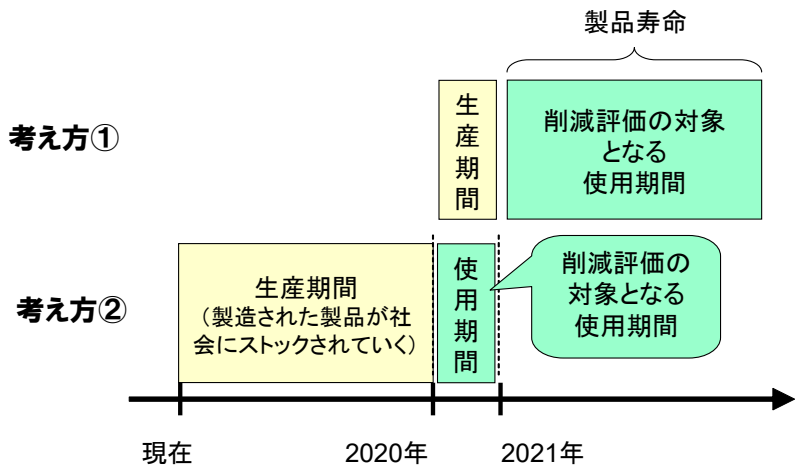 製品寿命
考え方①
生産期間
削減評価の対象
となる
使用期間
考え方②
生産期間
（製造された製品が社
会にストックされていく）
使用期間
削減評価の
対象となる
使用期間
現在
2020年
2021年